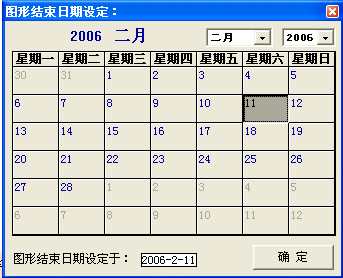 图形结束日期设定：
2006 二月 二月 2006
星期一 星期二 星期三 星期四 星期五 星期六 星期日
30 31 1 2 3 4 5
6 7 8 9 10 11 12
13 14 15 16 17 18 19
20 21 22 23 24 25 26
27 28 1 2 3 4 5
6 7 8 9 10 11 12
图形结束日期设定于： 2006-2-11 确 定